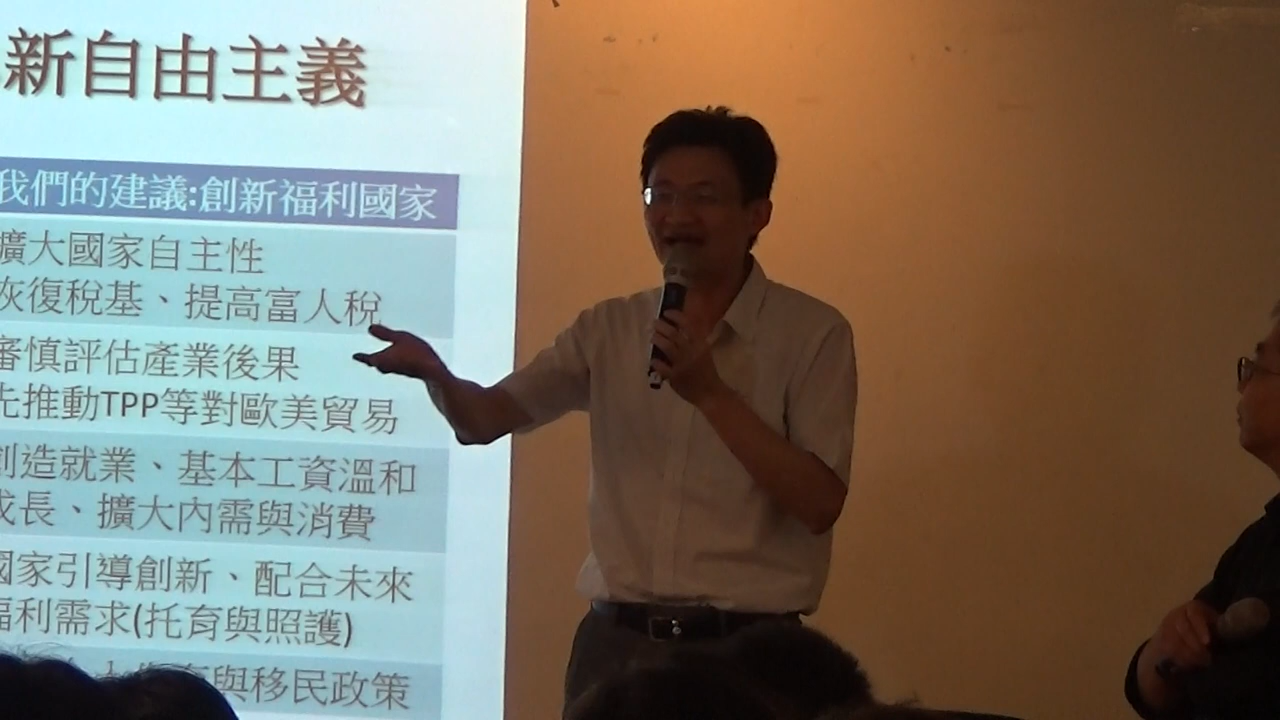 新自由主義
我們的建議:創新福利國家
擴大國家自主性
恢復稅基、提高富人稅
審慎評估產業後果
先推動TPP等對歐美貿易
創造就業、基本工資溫和
成長、擴大內需與消費
國家引導創新、配合未來
福利需求(托育與照護)
與移民政策